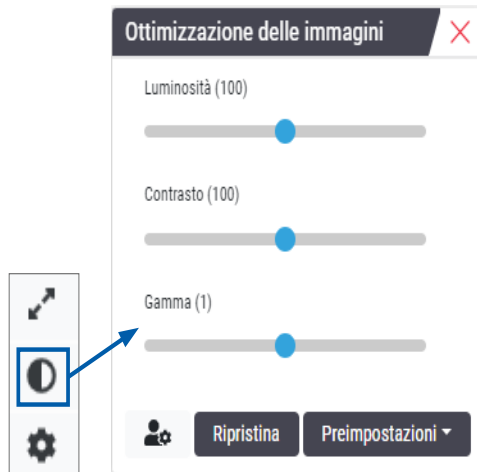 Ottimizzazione delle immagini
Luminosità (100)
Contrasto (100)
Gamma (1)
Ripristina
Preimpostazioni